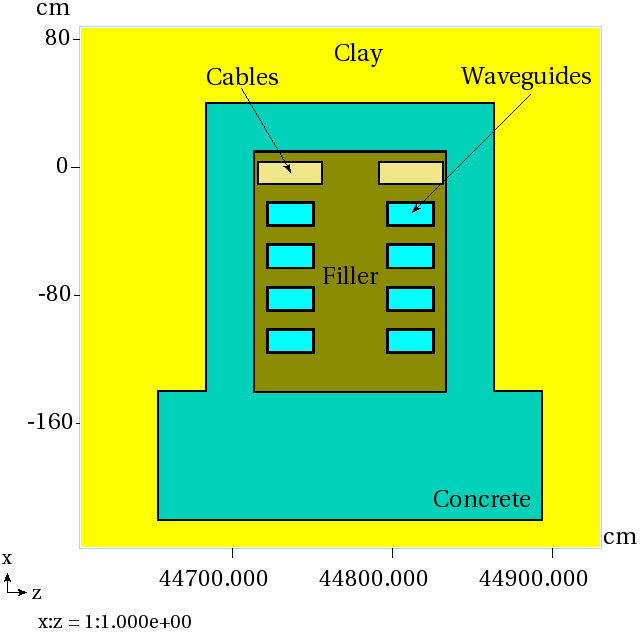 cm
80
Clay
Cables
Waveguides
0
Filler
-80
-160
Concrete
cm
x
z
44700.000 44800.000 44900.000
x:z = 1:1.000e+00